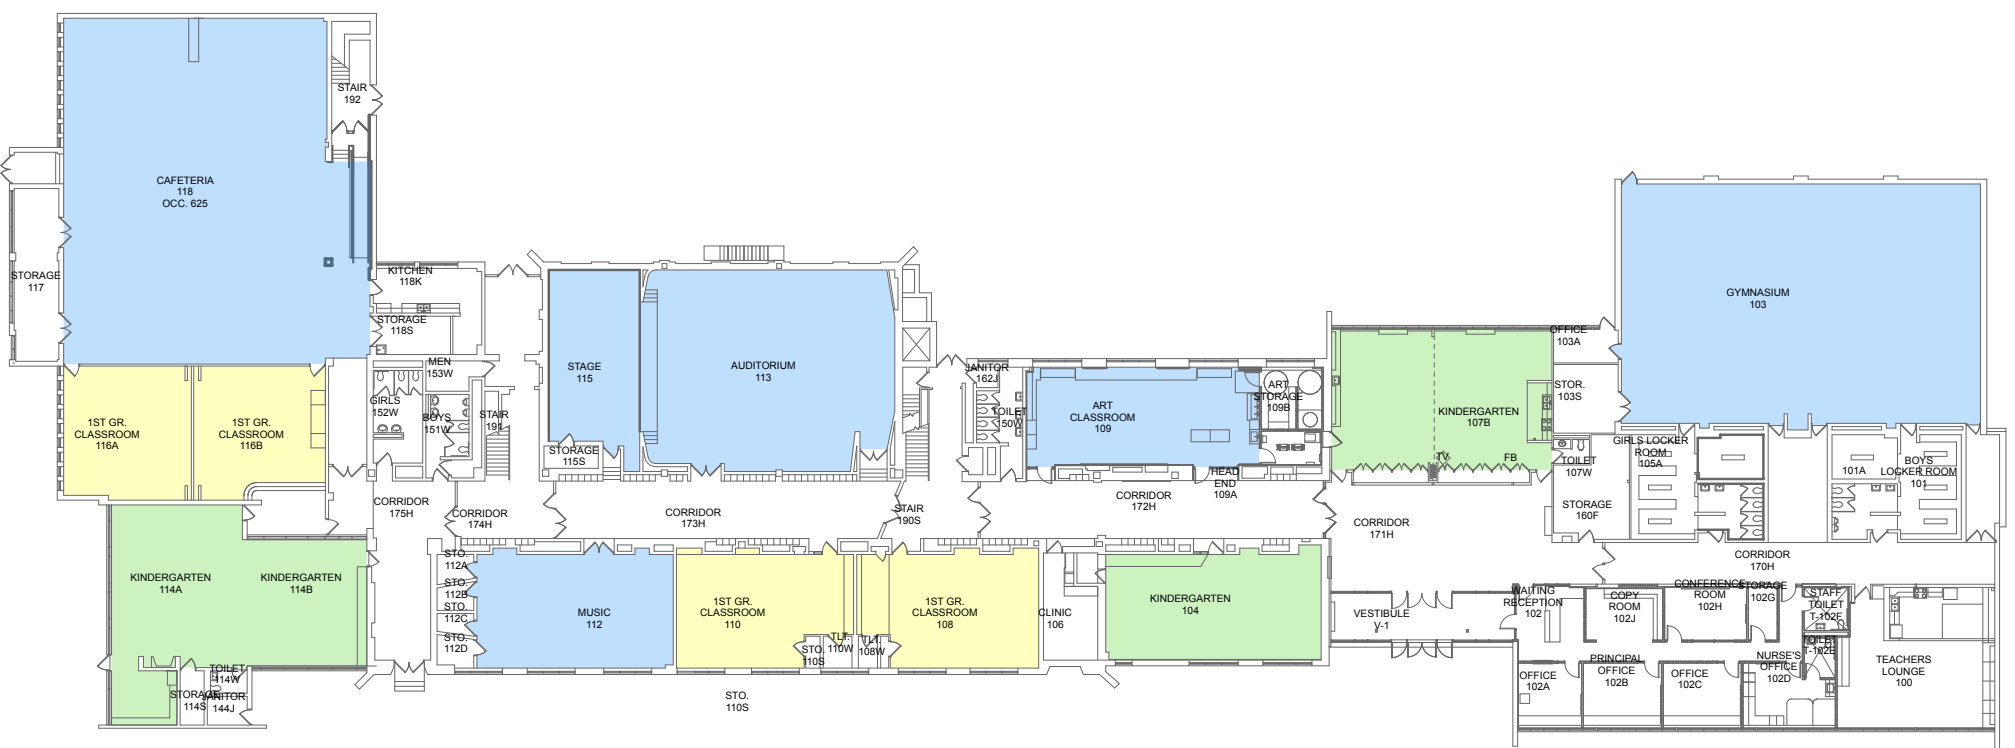 STAIR
192
CAFETERIA
118
OCC. 625
STORAGE
117
KITCHEN
118K
STORAGE
118S
MEN
153W
GIRLS
152W
BOYS
151W
STAIR
191
1ST GR.
CLASSROOM
116A
1ST GR.
CLASSROOM
116B
STAGE
115
STORAGE
115S
AUDITORIUM
113
JANITOR
162J
TOILET
150W
ART
CLASSROOM
109
ART
STORAGE
109B
HEAD
END
109A
KINDERGARTEN
107B
TV
FB
OFFICE
103A
STOR.
103S
GYMNASIUM
103
TOILET
107W
STORAGE
160F
GIRLS LOCKER
ROOM
105A
101A
BOYS
LOCKER ROOM
101
CORRIDOR
175H
CORRIDOR
174H
CORRIDOR
173H
STAIR
190S
CORRIDOR
172H
CORRIDOR
171H
CORRIDOR
170H
KINDERGARTEN
114A
KINDERGARTEN
114B
STO.
112A
STO.
112B
STO.
112C
STO.
112D
MUSIC
112
1ST GR.
CLASSROOM
110
STO.
110S
TLT.
110W
TLT.
108W
1ST GR.
CLASSROOM
108
CLINIC
106
KINDERGARTEN
104
VESTIBULE
V-1
WAITING
RECEPTION
102
COPY
ROOM
102J
CONFERENCE
ROOM
102H
STORAGE
102G
STAFF
TOILET
T-102F
TOILET
T-102E
OFFICE
102A
PRINCIPAL
OFFICE
102B
OFFICE
102C
NURSE'S
OFFICE
102D
TEACHERS
LOUNGE
100
STORAGE
114S
TOILET
114W
JANITOR
144J
STO.
110S